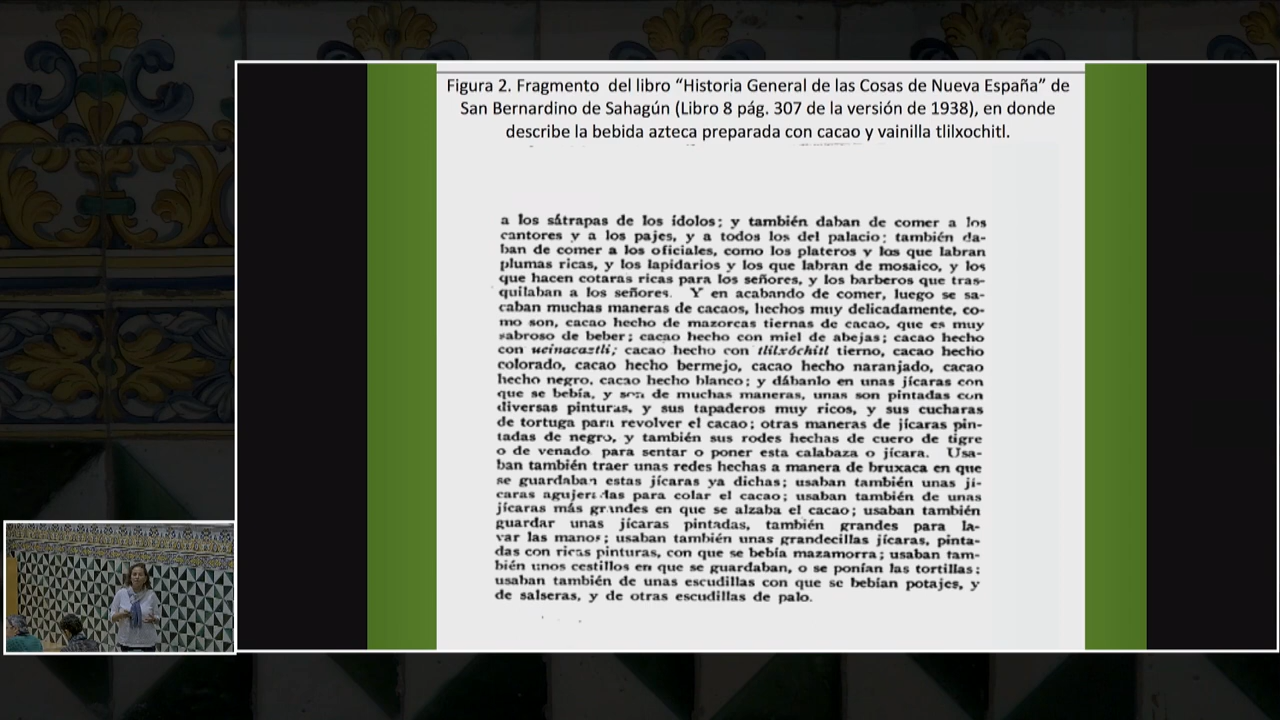 Figura 2. Fragmento del libro “Historia General de las Cosas de Nueva España” de
San Bernardino de Sahagún (Libro 8 pág. 307 de la versión de 1938), en donde
describe la bebida azteca preparada con cacao y vainilla tlilxochitl.
a los sátrapas de los ídolos; y también daban de comer a los
cantores y a los pajes, y a todos los del palacio; también da-
ban de comer a los oficiales, como los plateros y los que labran
plumas ricas, y los lapidarios y los que labran de mosaico, y los
que hacen cotaras ricas para los señores, y los barberos que tras-
quilaban a los señores. Y en acabando de comer, luego se sa-
caban muchas maneras de cacaos, hechos muy delicadamente, co-
mo son, cacao hecho de mazorcas tiernas de cacao, que es muy
sabroso de beber; cacao hecho con miel de abejas; cacao hecho
con ucinacaztli; cacao hecho con tlilxóchitl tierno, cacao hecho
colorado, cacao hecho bermejo, cacao hecho naranjado, cacao
hecho negro, cacao hecho blanco; y dábanlo en unas jícaras con
que se bebía, y son de muchas maneras, unas son pintadas con
diversas pinturas, y sus tapaderos muy ricos, y sus cucharas
de tortuga para revolver el cacao; otras maneras de jícaras pin-
tadas de negro, y también sus rodes hechas de cuero de tigre
o de venado para sentar o poner esta calabaza o jícara. Usa-
ban también traer unas redes hechas a manera de bruxaca en que
se guardaban estas jícaras ya dichas; usaban también unas jí-
caras agujeradas para colar el cacao; usaban también de unas
jícaras más grandes en que se alzaba el cacao; usaban también
guardar unas jícaras pintadas, también grandes para la-
var las manos; usaban también unas grandecillas jícaras, pinta-
das con ricas pinturas, con que se bebía mazamorra; usaban tam-
bién unos cestillos en que se guardaban, o se ponían las tortillas;
usaban también de unas escudillas con que se bebían potajes, y
de salseras, y de otras escudillas de palo.